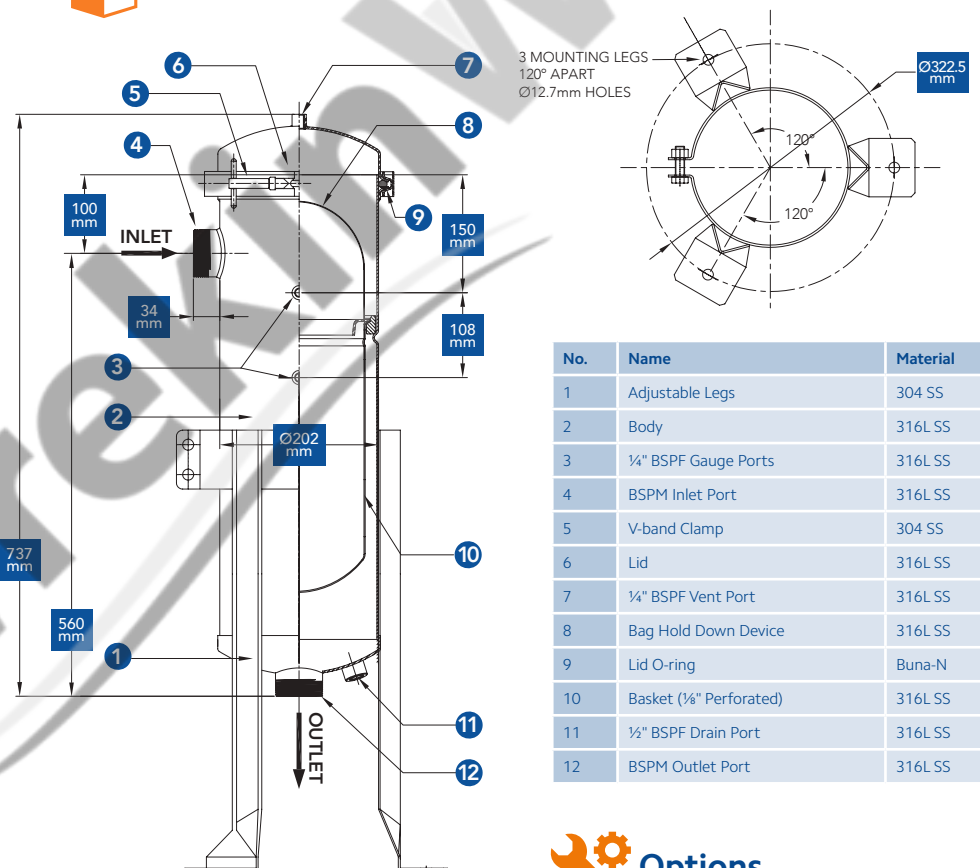 6
7
5
8
4
3 MOUNTING LEGS
120º APART
Ø12.7mm HOLES
Ø322.5
mm
120°
120°
100
mm
9
150
mm
INLET
34
mm
108
mm
3
2
Ø202
mm
737
mm
10
560
mm
1
OUTLET
11
12
No. Name Material
1 Adjustable Legs 304 SS
2 Body 316L SS
3 ¼" BSPF Gauge Ports 316L SS
4 BSPM Inlet Port 316L SS
5 V-band Clamp 304 SS
6 Lid 316L SS
7 ¼" BSPF Vent Port 316L SS
8 Bag Hold Down Device 316L SS
9 Lid O-ring Buna-N
10 Basket (⅛" Perforated) 316L SS
11 ½" BSPF Drain Port 316L SS
12 BSPM Outlet Port 316L SS
Options